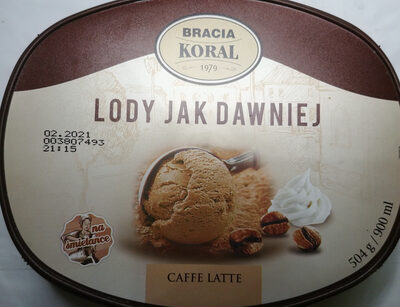 BRACIA
KORAL
1979
LODY JAK DAWNIEJ
02.2021
003807493
21:15
na
śmietance
504 g / 900 ml
CAFFE LATTE